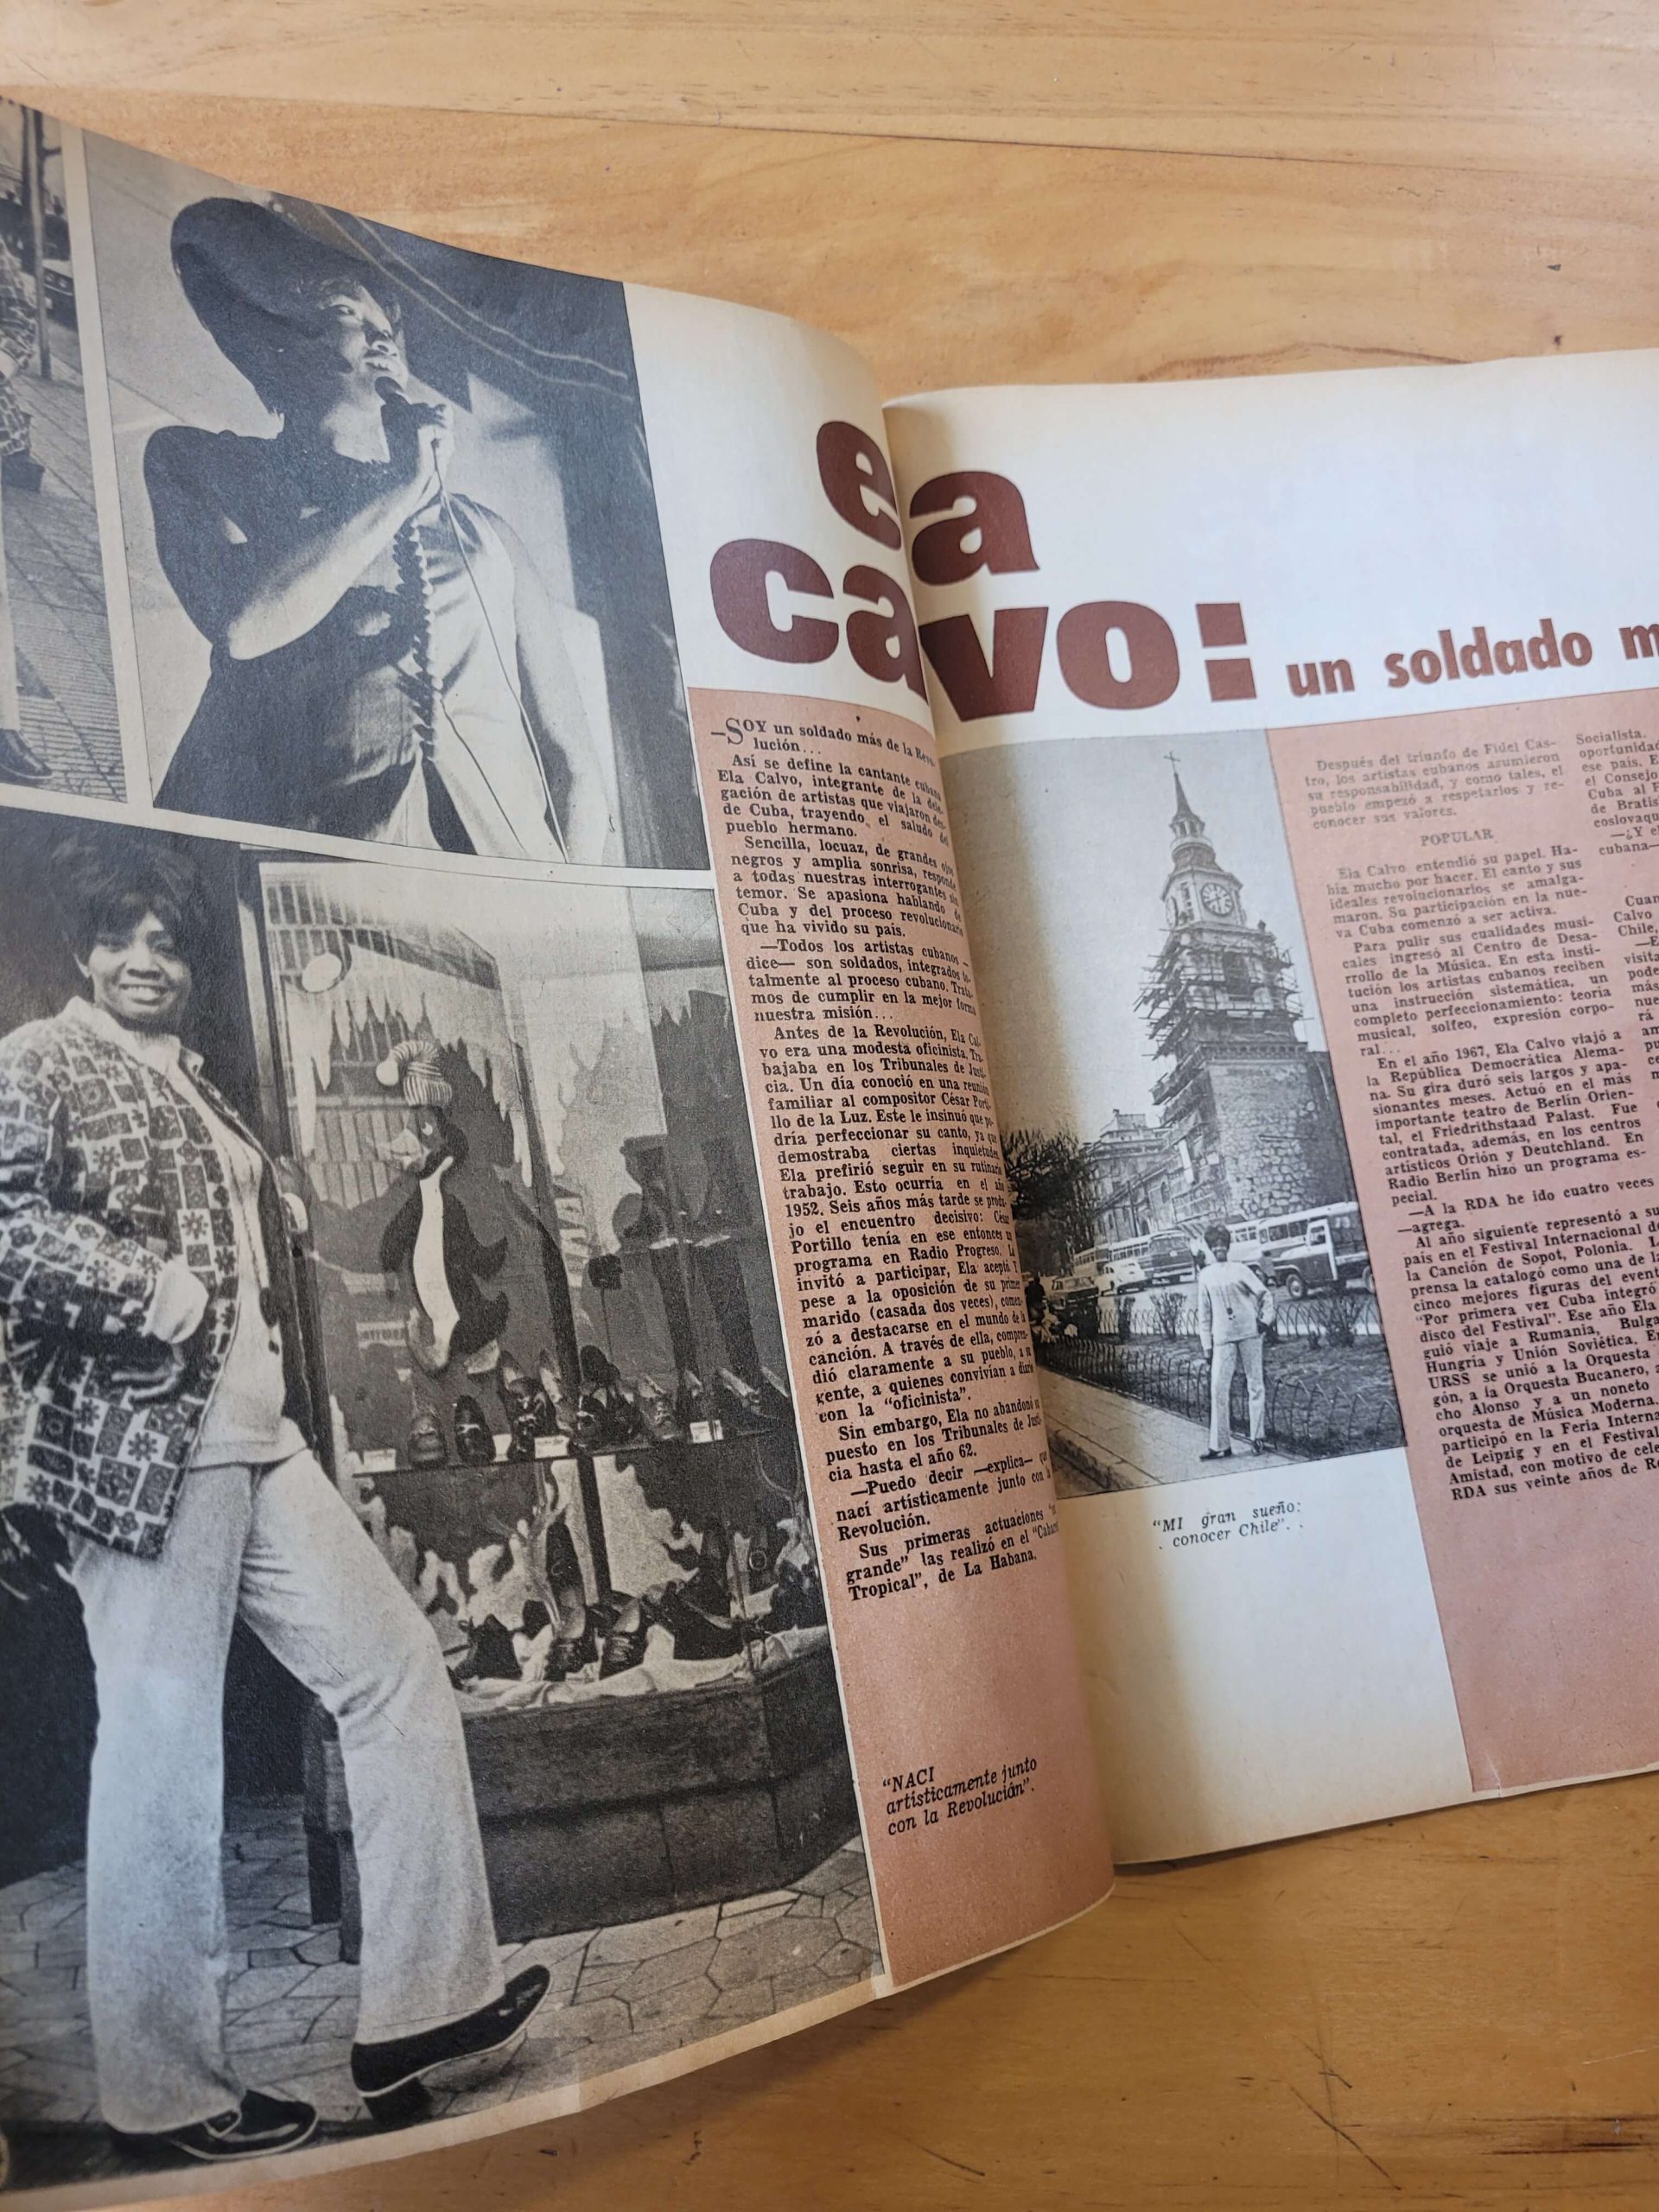 ea
cavo:
un soldado m
—SOY un soldado más de la Revo-
lución...
Así se define la cantante cubana
Ela Calvo, integrante de la dele-
gación de artistas que viajaron des-
de Cuba, trayendo el saludo del
pueblo hermano.
Sencilla, locuaz, de grandes ojos
negros y amplia sonrisa, responde
a todas nuestras interrogantes sin
temor. Se apasiona hablando de
Cuba y del proceso revolucionario
que ha vivido su país.
—Todos los artistas cubanos —
dice— son soldados, integrados to-
talmente al proceso cubano. Trata-
mos de cumplir en la mejor forma
nuestra misión...
Antes de la Revolución, Ela Cal-
vo era una modesta oficinista. Tra-
bajaba en los Tribunales de Justi-
cia. Un día conoció en una reunión
familiar al compositor César Porti-
llo de la Luz. Este le insinuó que po-
dría perfeccionar su canto, ya que
demostraba ciertas inquietudes.
Ela prefirió seguir en su rutinario
trabajo. Esto ocurría en el año
1952. Seis años más tarde se produ-
jo el encuentro decisivo: César
Portillo tenía en ese entonces un
programa en Radio Progreso. La
invitó a participar, Ela aceptó Y
pese a la oposición de su primer
marido (casada dos veces), comen-
zó a destacarse en el mundo de la
canción. A través de ella, compren-
dió claramente a su pueblo, a su
gente, a quienes convivían a diario
con la "oficinista".
Sin embargo, Ela no abandonó su
puesto en los Tribunales de Justi-
cia hasta el año 62.
—Puedo decir —explica— que
nací artísticamente junto con la
Revolución.
Sus primeras actuaciones "en
grande" las realizó en el "Cabaret
Tropical", de La Habana.
"NACI
artísticamente junto
con la Revolución".
"MI gran sueño:
conocer Chile". .
Después del triunfo de Fidel Cas-
tro, los artistas cubanos asumieron
su responsabilidad, y como tales, el
pueblo empezó a respetarlos y re-
conocer sus valores.
POPULAR
Ela Calvo entendió su papel. Ha-
bía mucho por hacer. El canto y sus
ideales revolucionarios se amalga-
maron. Su participación en la nue-
va Cuba comenzó a ser activa.
Para pulir sus cualidades musi-
cales ingresó al Centro de Desa-
rrollo de la Música. En esta insti-
tución los artistas cubanos reciben
una instrucción sistemática, un
completo perfeccionamiento: teoría
musical, solfeo, expresión corpo-
ral...
En el año 1967, Ela Calvo viajó a
la República Democrática Alema-
na. Su gira duró seis largos y apa-
sionantes meses. Actuó en el más
importante teatro de Berlín Orien-
tal, el Friedrithstaad Palast. Fue
contratada, además, en los centros
artísticos Orión y Deutchland. En
Radio Berlín hizo un programa es-
pecial.
—A la RDA he ido cuatro veces
—agrega.
Al año siguiente representó a su
país en el Festival Internacional de
la Canción de Sopot, Polonia. L
prensa la catalogó como una de la
cinco mejores figuras del event
"Por primera vez Cuba integró
disco del Festival". Ese año Ela
guió viaje a Rumania, Bulga
Hungría y Unión Soviética. E
URSS se unió a la Orquesta
gón, a la Orquesta Bucanero, a
cho Alonso y a un noneto
orquesta de Música Moderna.
participó en la Feria Interna
de Leipzig y en el Festival
Amistad, con motivo de cele
RDA sus veinte años de Re
Socialista.
oportunidad
ese país. E
el Consejo
Cuba al F
de Bratis
coslovaqu
—¿Y el
cubana—
Cuan
Calvo
Chile,
—E
visita
pode
más
nue
rá
am
pu
ce